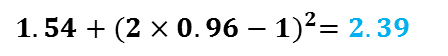 1.54 + (2 × 0.96 − 1)²= 2.39